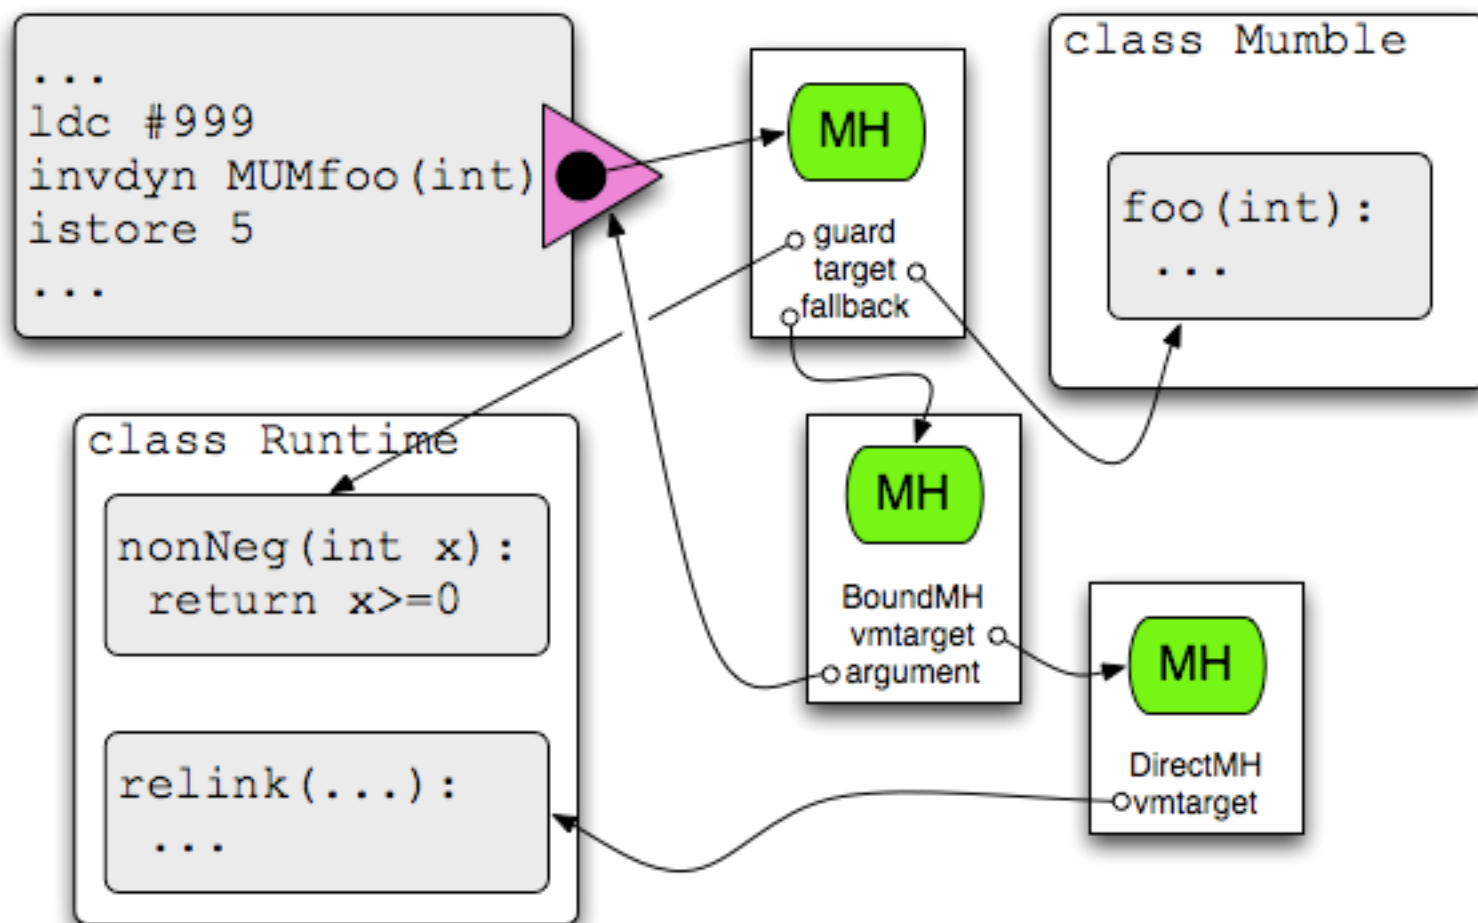 ...
ldc #999
invdyn MUMfoo(int)
istore 5
...
MH
guard
target
fallback
class Mumble
foo(int):
...
class Runtime
nonNeg(int x):
return x>=0
relink(...):
...
MH
BoundMH
vmtarget
argument
MH
DirectMH
vmtarget